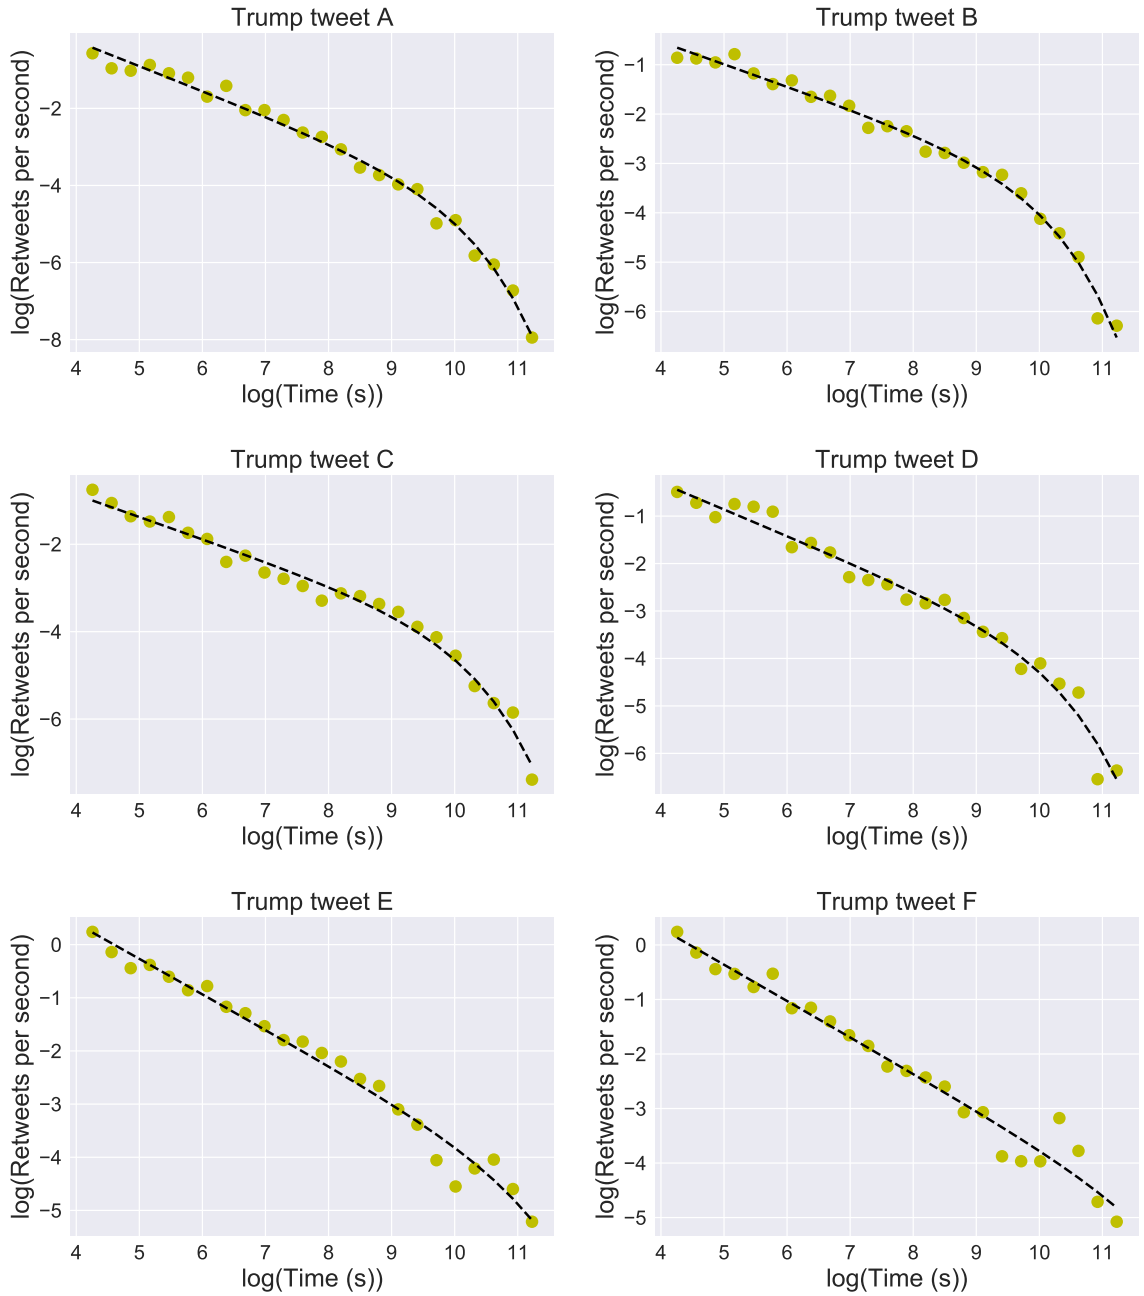 Trump tweet A
log(Retweets per second)
−2
−4
−6
−8
4 5 6 7 8 9 10 11
log(Time (s))
Trump tweet B
log(Retweets per second)
−1
−2
−3
−4
−5
−6
4 5 6 7 8 9 10 11
log(Time (s))
Trump tweet C
log(Retweets per second)
−2
−4
−6
4 5 6 7 8 9 10 11
log(Time (s))
Trump tweet D
log(Retweets per second)
−1
−2
−3
−4
−5
−6
4 5 6 7 8 9 10 11
log(Time (s))
Trump tweet E
log(Retweets per second)
0
−1
−2
−3
−4
−5
4 5 6 7 8 9 10 11
log(Time (s))
Trump tweet F
log(Retweets per second)
0
−1
−2
−3
−4
−5
4 5 6 7 8 9 10 11
log(Time (s))